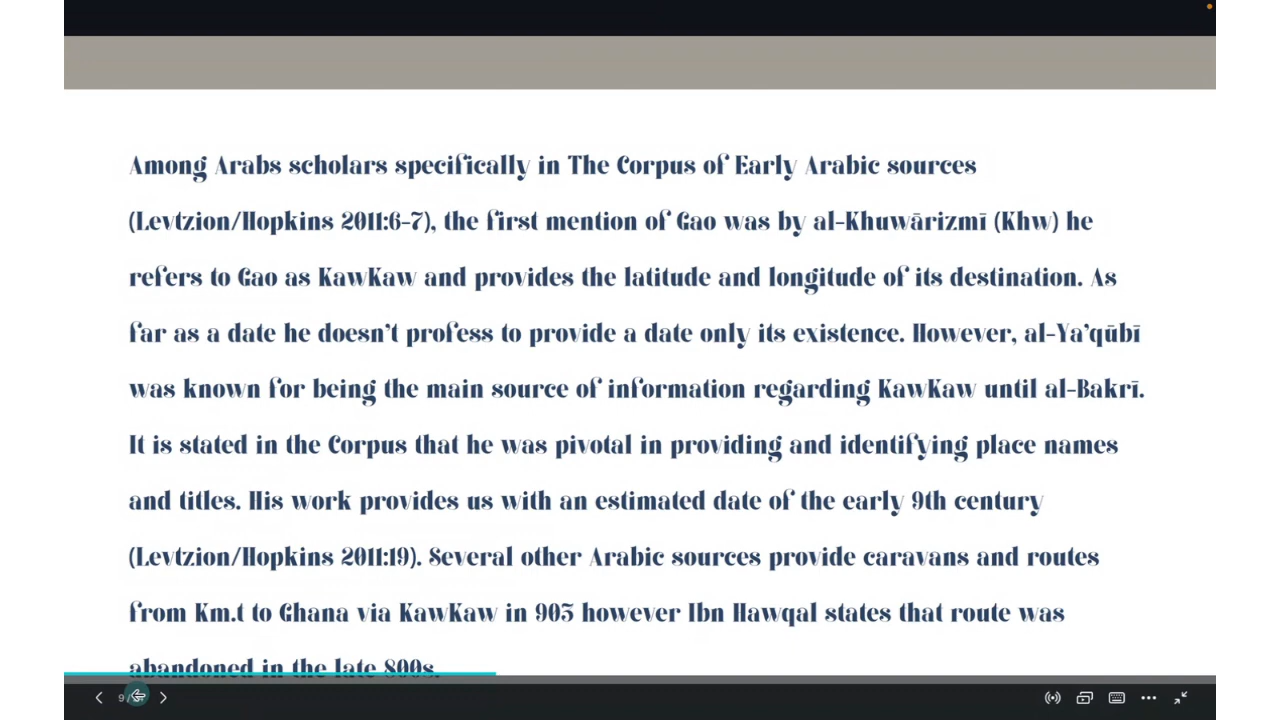 Among Arabs scholars specifically in The Corpus of Early Arabic sources
(Levtzion/Hopkins 2011:6-7), the first mention of Gao was by al-Khuwārizmī (Khw) he
refers to Gao as KawKaw and provides the latitude and longitude of its destination. As
far as a date he doesn't profess to provide a date only its existence. However, al-Ya'qūbī
was known for being the main source of information regarding KawKaw until al-Bakrī.
It is stated in the Corpus that he was pivotal in providing and identifying place names
and titles. His work provides us with an estimated date of the early 9th century
(Levtzion/Hopkins 2011:19). Several other Arabic sources provide caravans and routes
from Km.t to Ghana via KawKaw in 903 however Ibn Hawqal states that route was
abandoned in the late 800s.
9 /